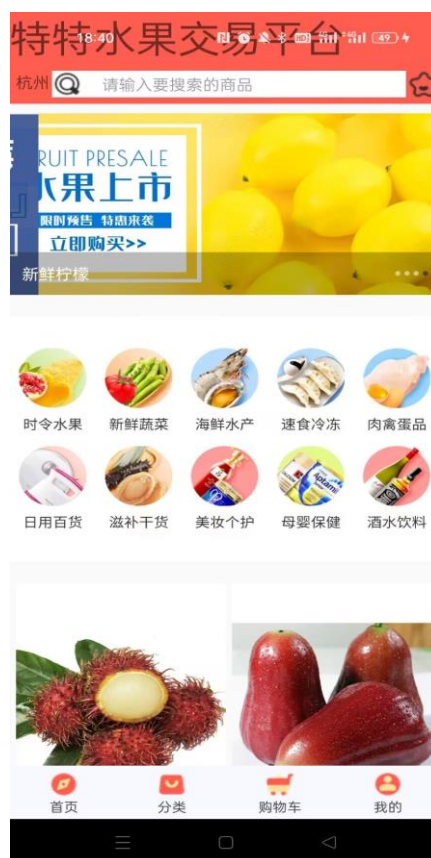 特特水果交易平台
18:40
49
杭州
请输入要搜索的商品
FRUIT PRESALE
水果上市
限时预售 特惠来袭
立即购买>>
新鲜柠檬
时令水果 新鲜蔬菜 海鲜水产 速食冷冻 肉禽蛋品
Aptamil
日用百货 滋补干货 美妆个护 母婴保健 酒水饮料
首页 分类 购物车 我的